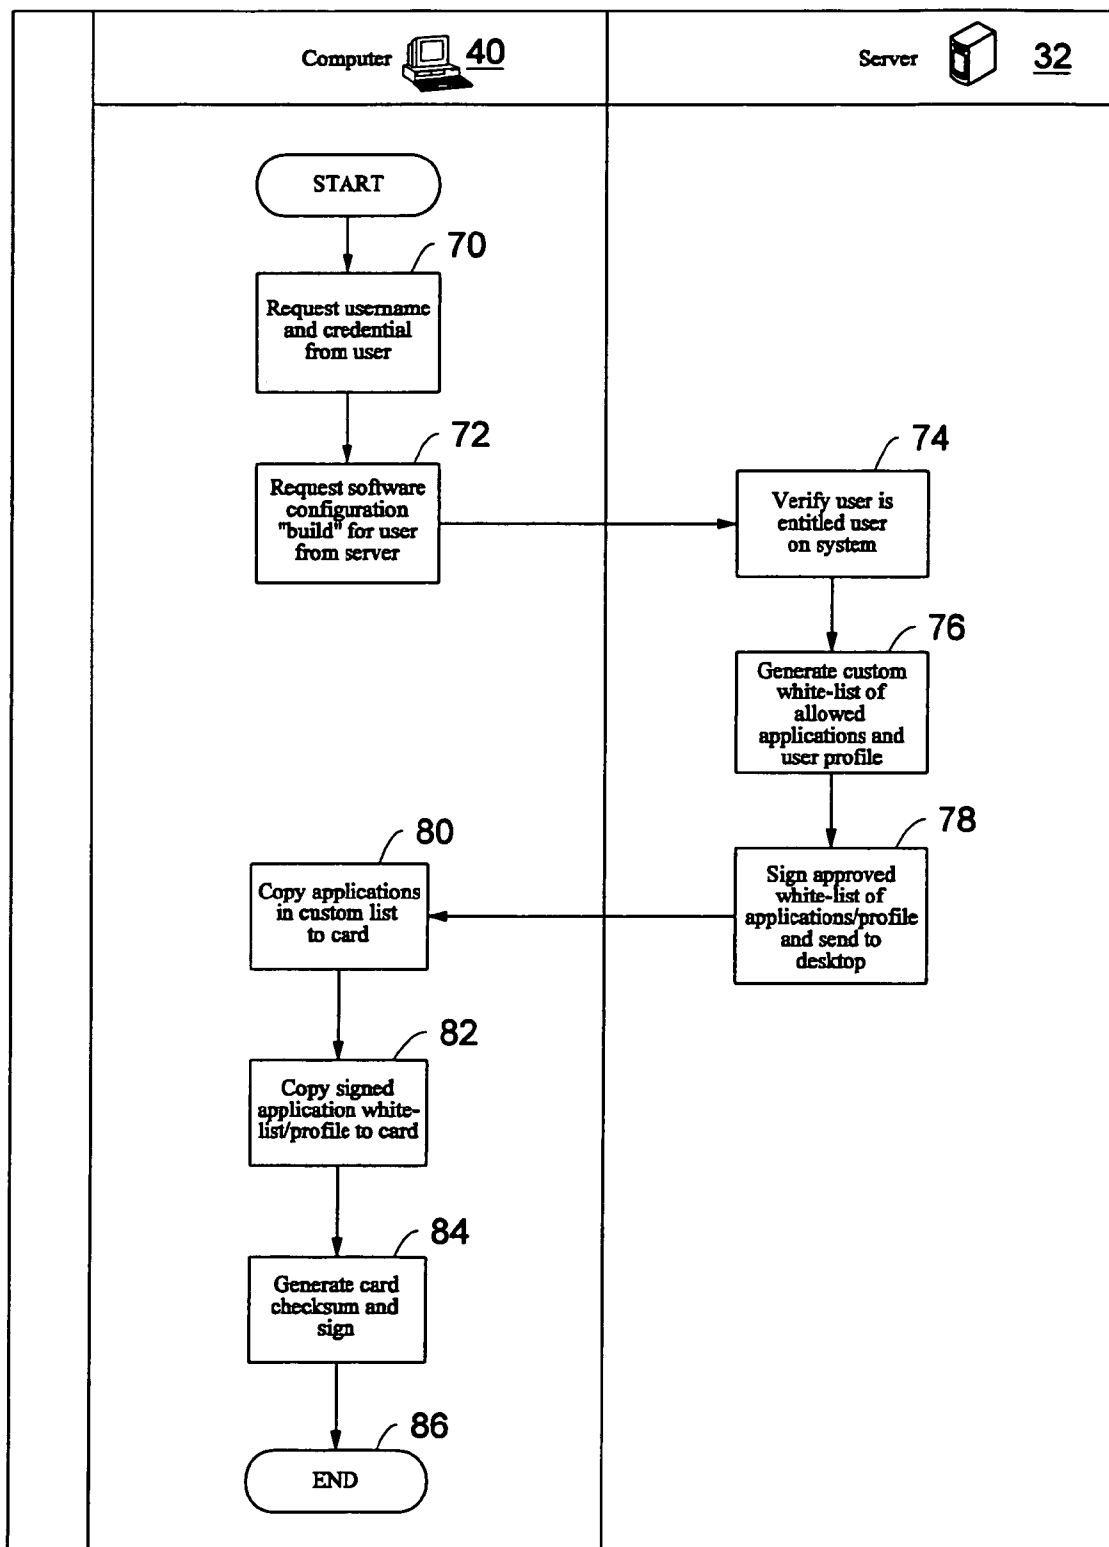 Computer 40
Server 32
START
70
Request username
and credential
from user
72
Request software
configuration
"build" for user
from server
74
Verify user is
entitled user
on system
76
Generate custom
white-list of
allowed
applications and
user profile
78
Sign approved
white-list of
applications/profile
and send to
desktop
80
Copy applications
in custom list
to card
82
Copy signed
application white-
list/profile to card
84
Generate card
checksum and
sign
86
END